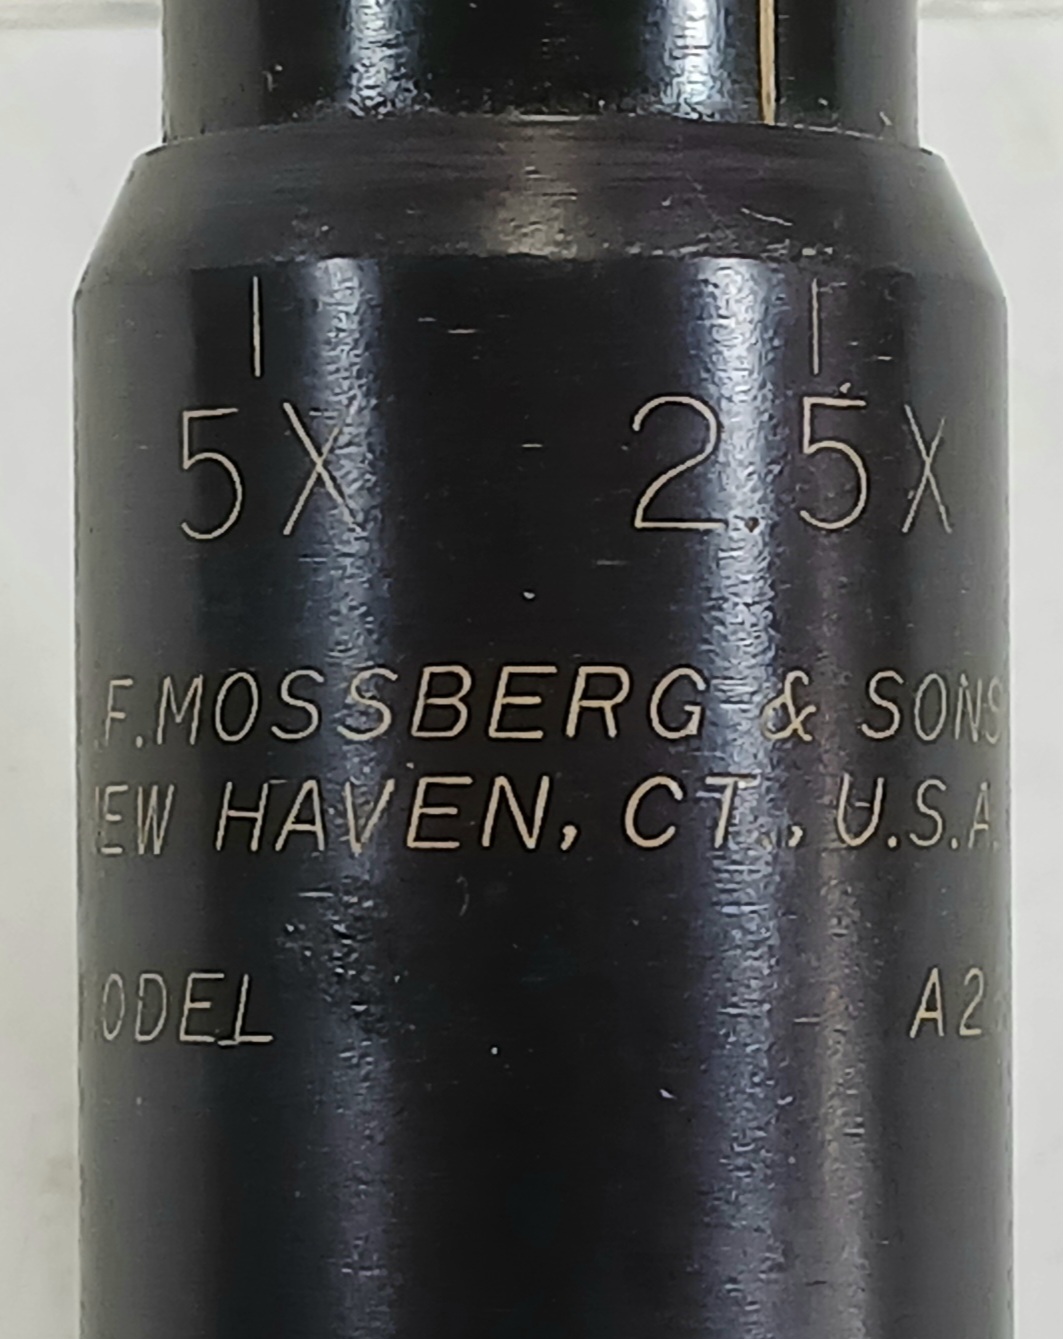 5X 2.5X
.F.MOSSBERG & SONS
EW HAVEN, CT., U.S.A.
ODEL A2